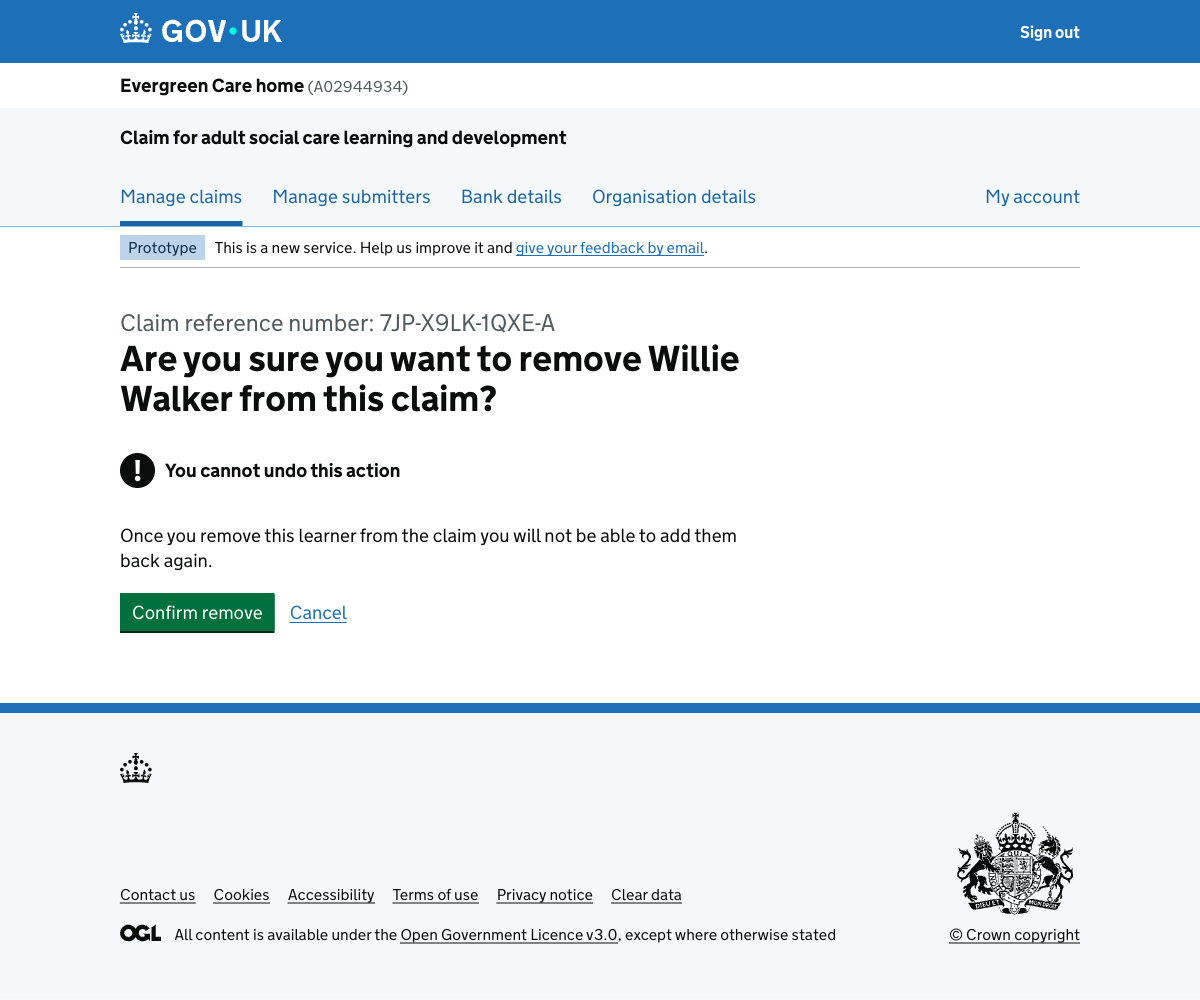 GOV·UK
Sign out
Evergreen Care home (A02944934)
Claim for adult social care learning and development
Manage claims Manage submitters Bank details Organisation details My account
Prototype This is a new service. Help us improve it and give your feedback by email.
Claim reference number: 7JP-X9LK-1QXE-A
Are you sure you want to remove Willie
Walker from this claim?
! You cannot undo this action
Once you remove this learner from the claim you will not be able to add them
back again.
Confirm remove Cancel
Contact us Cookies Accessibility Terms of use Privacy notice Clear data
OGL All content is available under the Open Government Licence v3.0, except where otherwise stated
© Crown copyright